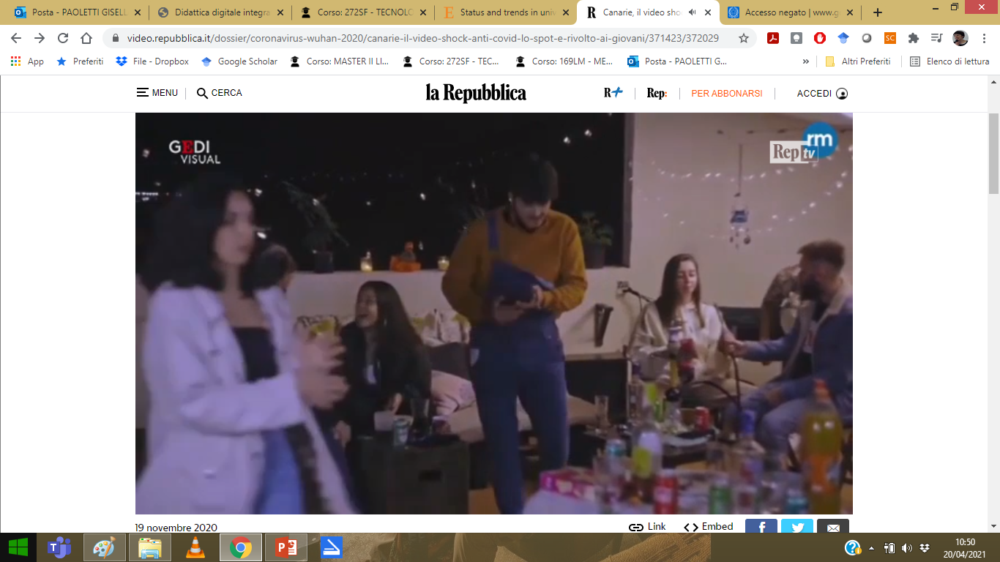 Posta - PAOLETTI GISELL
Didattica digitale integra
Corso: 272SF - TECNOLO
Status and trends in univ
Canarie, il video sho
Accesso negato | www.g
video.repubblica.it/dossier/coronavirus-wuhan-2020/canarie-il-video-shock-anti-covid-lo-spot-e-rivolto-ai-giovani/371423/372029
App
Preferiti
File - Dropbox
Google Scholar
Corso: MASTER II LI...
Corso: 272SF - TEC...
Corso: 169LM - ME...
Posta - PAOLETTI G...
»
Altri Preferiti
Elenco di lettura
MENU
CERCA
la Repubblica
R+
Rep:
PER ABBONARSI
ACCEDI
GEDI
VISUAL
rm
Rep tv
19 novembre 2020
Link
Embed
10:50
20/04/2021